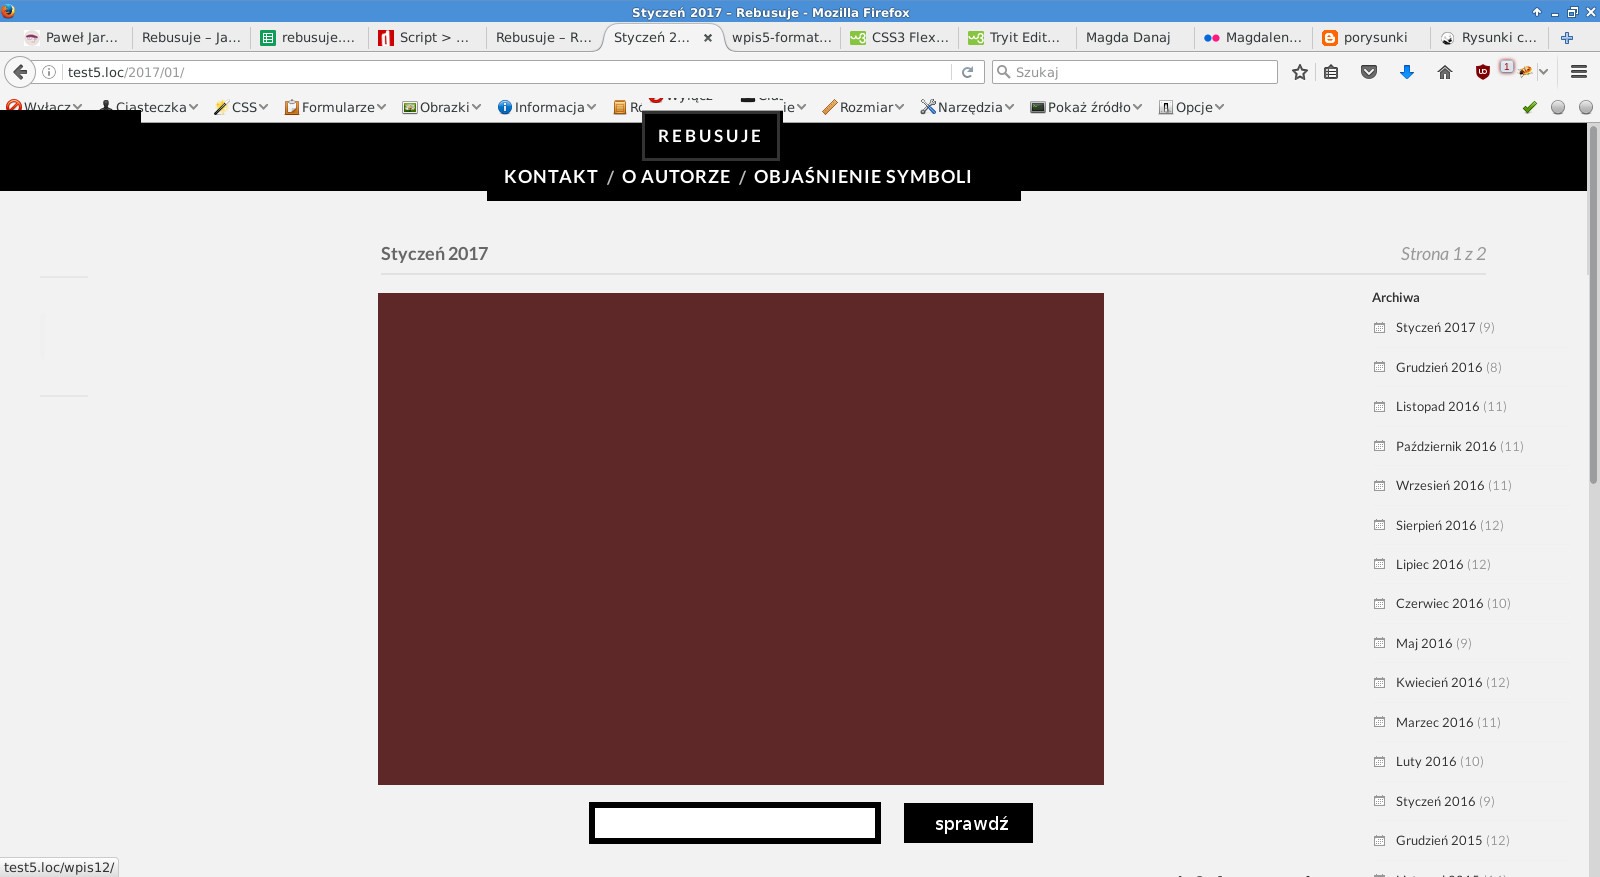 Styczeń 2017 – Rebusuje - Mozilla Firefox
Paweł Jar... Rebusuje – Ja... rebusuje.... Script > ... Rebusuje – R... Styczeń 2... wpis5-format... CSS3 Flex... Tryit Edit... Magda Danaj Magdalen... porysunki Rysunki c...
test5.loc/2017/01/ Szukaj 1
Wyłącz Ciasteczka CSS Formularze Obrazki Informacja Rozmiar Narzędzia Pokaż źródło Opcje
REBUSUJE
KONTAKT / O AUTORZE / OBJAŚNIENIE SYMBOLI
Styczeń 2017 Strona 1 z 2
Archiwa
Styczeń 2017 (9)
Grudzień 2016 (8)
Listopad 2016 (11)
Październik 2016 (11)
Wrzesień 2016 (11)
Sierpień 2016 (12)
Lipiec 2016 (12)
Czerwiec 2016 (10)
Maj 2016 (9)
Kwiecień 2016 (12)
Marzec 2016 (11)
Luty 2016 (10)
Styczeń 2016 (9)
Grudzień 2015 (12)
sprawdź
test5.loc/wpis12/